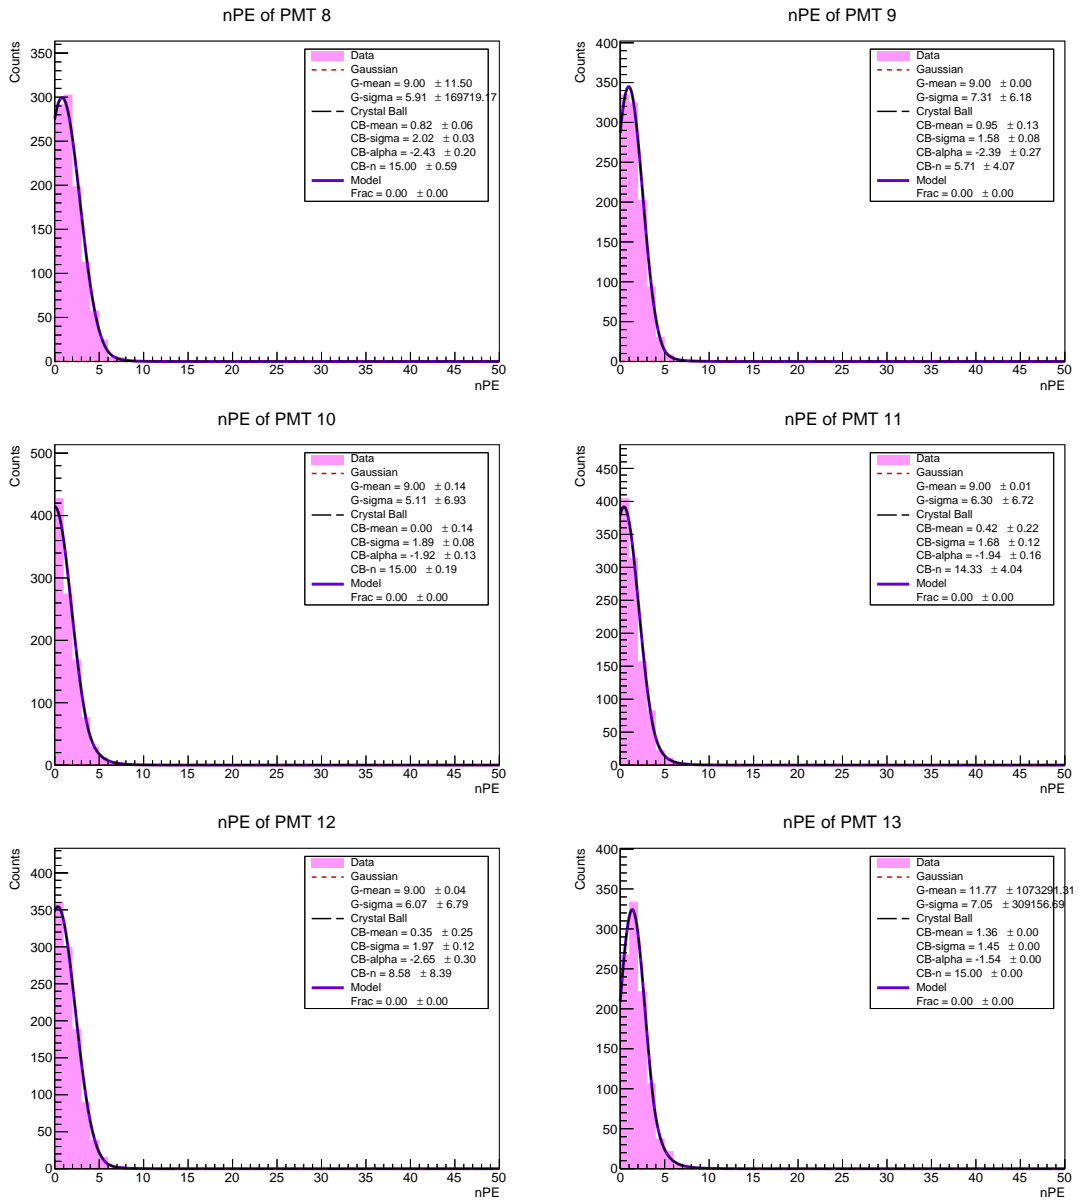 nPE of PMT 8
Counts
350
300
250
200
150
100
50
0
0 5 10 15 20 25 30 35 40 45 50
nPE
Data
Gaussian
G-mean = 9.00 ± 11.50
G-sigma = 5.91 ± 169719.17
Crystal Ball
CB-mean = 0.82 ± 0.06
CB-sigma = 2.02 ± 0.03
CB-alpha = -2.43 ± 0.20
CB-n = 15.00 ± 0.59
Model
Frac = 0.00 ± 0.00
nPE of PMT 9
Counts
400
350
300
250
200
150
100
50
0
0 5 10 15 20 25 30 35 40 45 50
nPE
Data
Gaussian
G-mean = 9.00 ± 0.00
G-sigma = 7.31 ± 6.18
Crystal Ball
CB-mean = 0.95 ± 0.13
CB-sigma = 1.58 ± 0.08
CB-alpha = -2.39 ± 0.27
CB-n = 5.71 ± 4.07
Model
Frac = 0.00 ± 0.00
nPE of PMT 10
Counts
500
400
300
200
100
0
0 5 10 15 20 25 30 35 40 45 50
nPE
Data
Gaussian
G-mean = 9.00 ± 0.14
G-sigma = 5.11 ± 6.93
Crystal Ball
CB-mean = 0.00 ± 0.14
CB-sigma = 1.89 ± 0.08
CB-alpha = -1.92 ± 0.13
CB-n = 15.00 ± 0.19
Model
Frac = 0.00 ± 0.00
nPE of PMT 11
Counts
450
400
350
300
250
200
150
100
50
0
0 5 10 15 20 25 30 35 40 45 50
nPE
Data
Gaussian
G-mean = 9.00 ± 0.01
G-sigma = 6.30 ± 6.72
Crystal Ball
CB-mean = 0.42 ± 0.22
CB-sigma = 1.68 ± 0.12
CB-alpha = -1.94 ± 0.16
CB-n = 14.33 ± 4.04
Model
Frac = 0.00 ± 0.00
nPE of PMT 12
Counts
400
350
300
250
200
150
100
50
0
0 5 10 15 20 25 30 35 40 45 50
nPE
Data
Gaussian
G-mean = 9.00 ± 0.04
G-sigma = 6.07 ± 6.79
Crystal Ball
CB-mean = 0.35 ± 0.25
CB-sigma = 1.97 ± 0.12
CB-alpha = -2.65 ± 0.30
CB-n = 8.58 ± 8.39
Model
Frac = 0.00 ± 0.00
nPE of PMT 13
Counts
400
350
300
250
200
150
100
50
0
0 5 10 15 20 25 30 35 40 45 50
nPE
Data
Gaussian
G-mean = 11.77 ± 1073291.31
G-sigma = 7.05 ± 309156.69
Crystal Ball
CB-mean = 1.36 ± 0.00
CB-sigma = 1.45 ± 0.00
CB-alpha = -1.54 ± 0.00
CB-n = 15.00 ± 0.00
Model
Frac = 0.00 ± 0.00